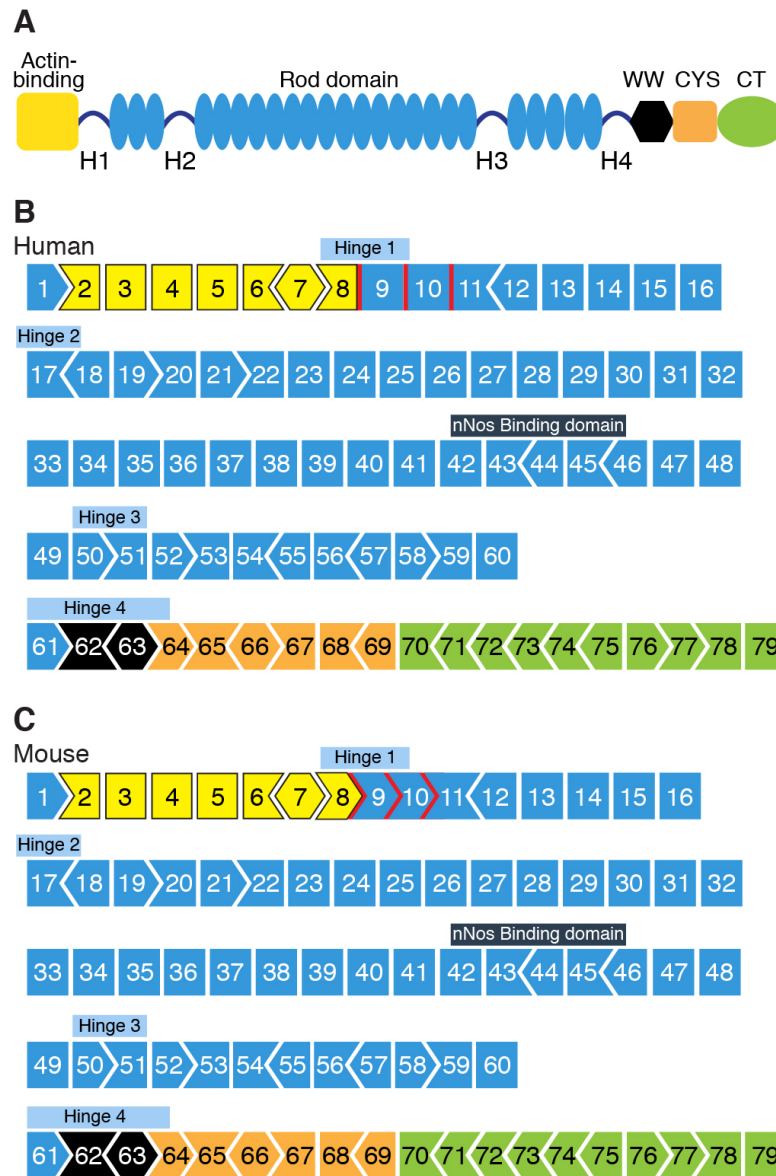 A
Actin-
binding
Rod domain
WW CYS CT
H1 H2 H3 H4
B
Human
Hinge 1
1 2 3 4 5 6 7 8 9 10 11 12 13 14 15 16
Hinge 2
17 18 19 20 21 22 23 24 25 26 27 28 29 30 31 32
nNos Binding domain
33 34 35 36 37 38 39 40 41 42 43 44 45 46 47 48
Hinge 3
49 50 51 52 53 54 55 56 57 58 59 60
Hinge 4
61 62 63 64 65 66 67 68 69 70 71 72 73 74 75 76 77 78 79
C
Mouse
Hinge 1
1 2 3 4 5 6 7 8 9 10 11 12 13 14 15 16
Hinge 2
17 18 19 20 21 22 23 24 25 26 27 28 29 30 31 32
nNos Binding domain
33 34 35 36 37 38 39 40 41 42 43 44 45 46 47 48
Hinge 3
49 50 51 52 53 54 55 56 57 58 59 60
Hinge 4
61 62 63 64 65 66 67 68 69 70 71 72 73 74 75 76 77 78 79